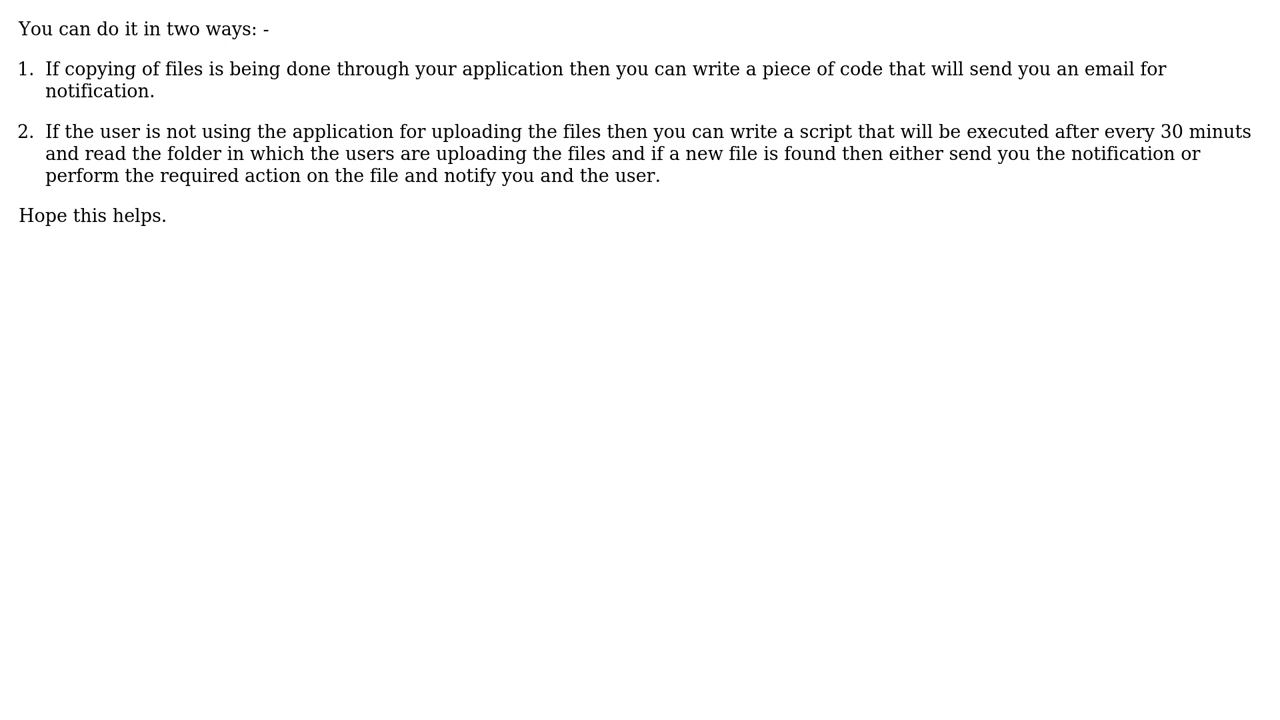 You can do it in two ways: -
1. If copying of files is being done through your application then you can write a piece of code that will send you an email for
notification.
2. If the user is not using the application for uploading the files then you can write a script that will be executed after every 30 minuts
and read the folder in which the users are uploading the files and if a new file is found then either send you the notification or
perform the required action on the file and notify you and the user.
Hope this helps.